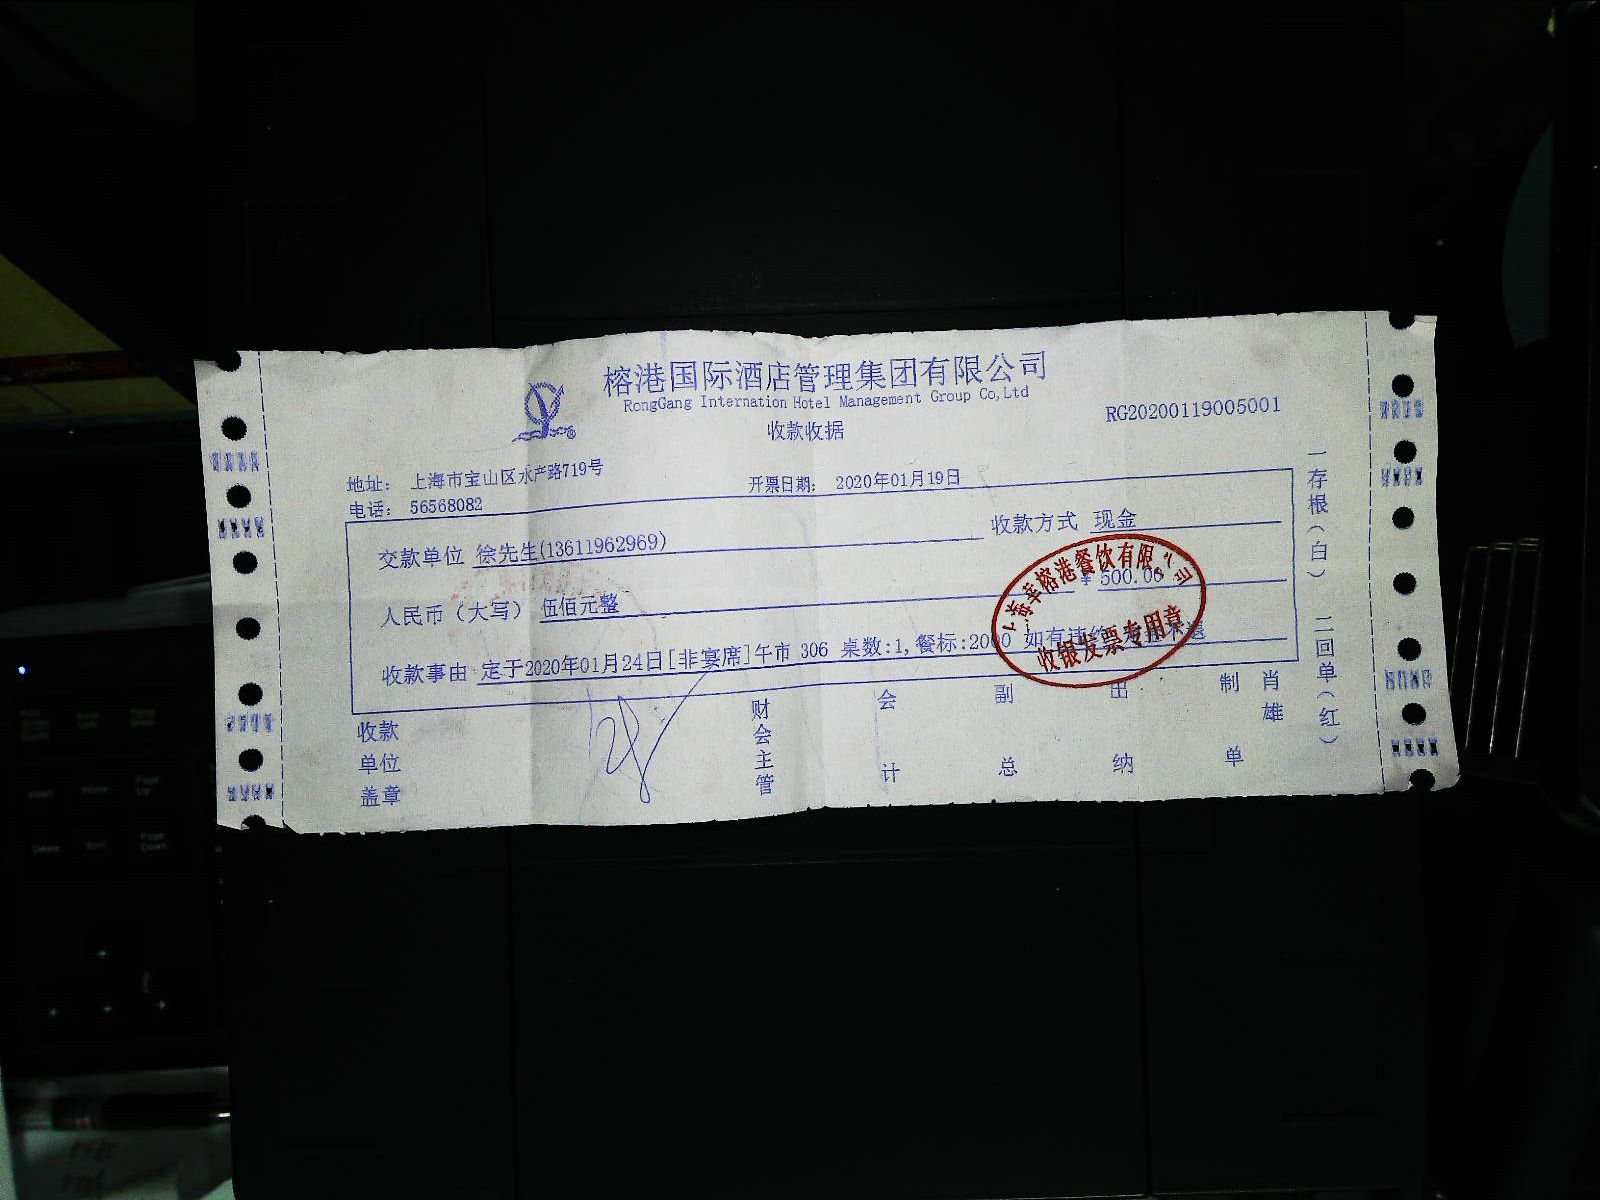 榕港国际酒店管理集团有限公司
RongGang Internation Hotel Management Group Co,Ltd
收款收据
RG20200119005001
地址： 上海市宝山区水产路719号
电话： 56568082
开票日期： 2020年01月19日
交款单位 徐先生(13611962969)
收款方式 现金
人民币（大写） 伍佰元整
￥ 500.00
收款事由 定于2020年01月24日[非宴席]午市 306 桌数:1,餐标:2000 如有违约
榕港餐饮有限公司
收银发票专用章
收款单位盖章
财会主管
会计
副总
出纳
制单
肖雄
一存根（白） 二回单（红）